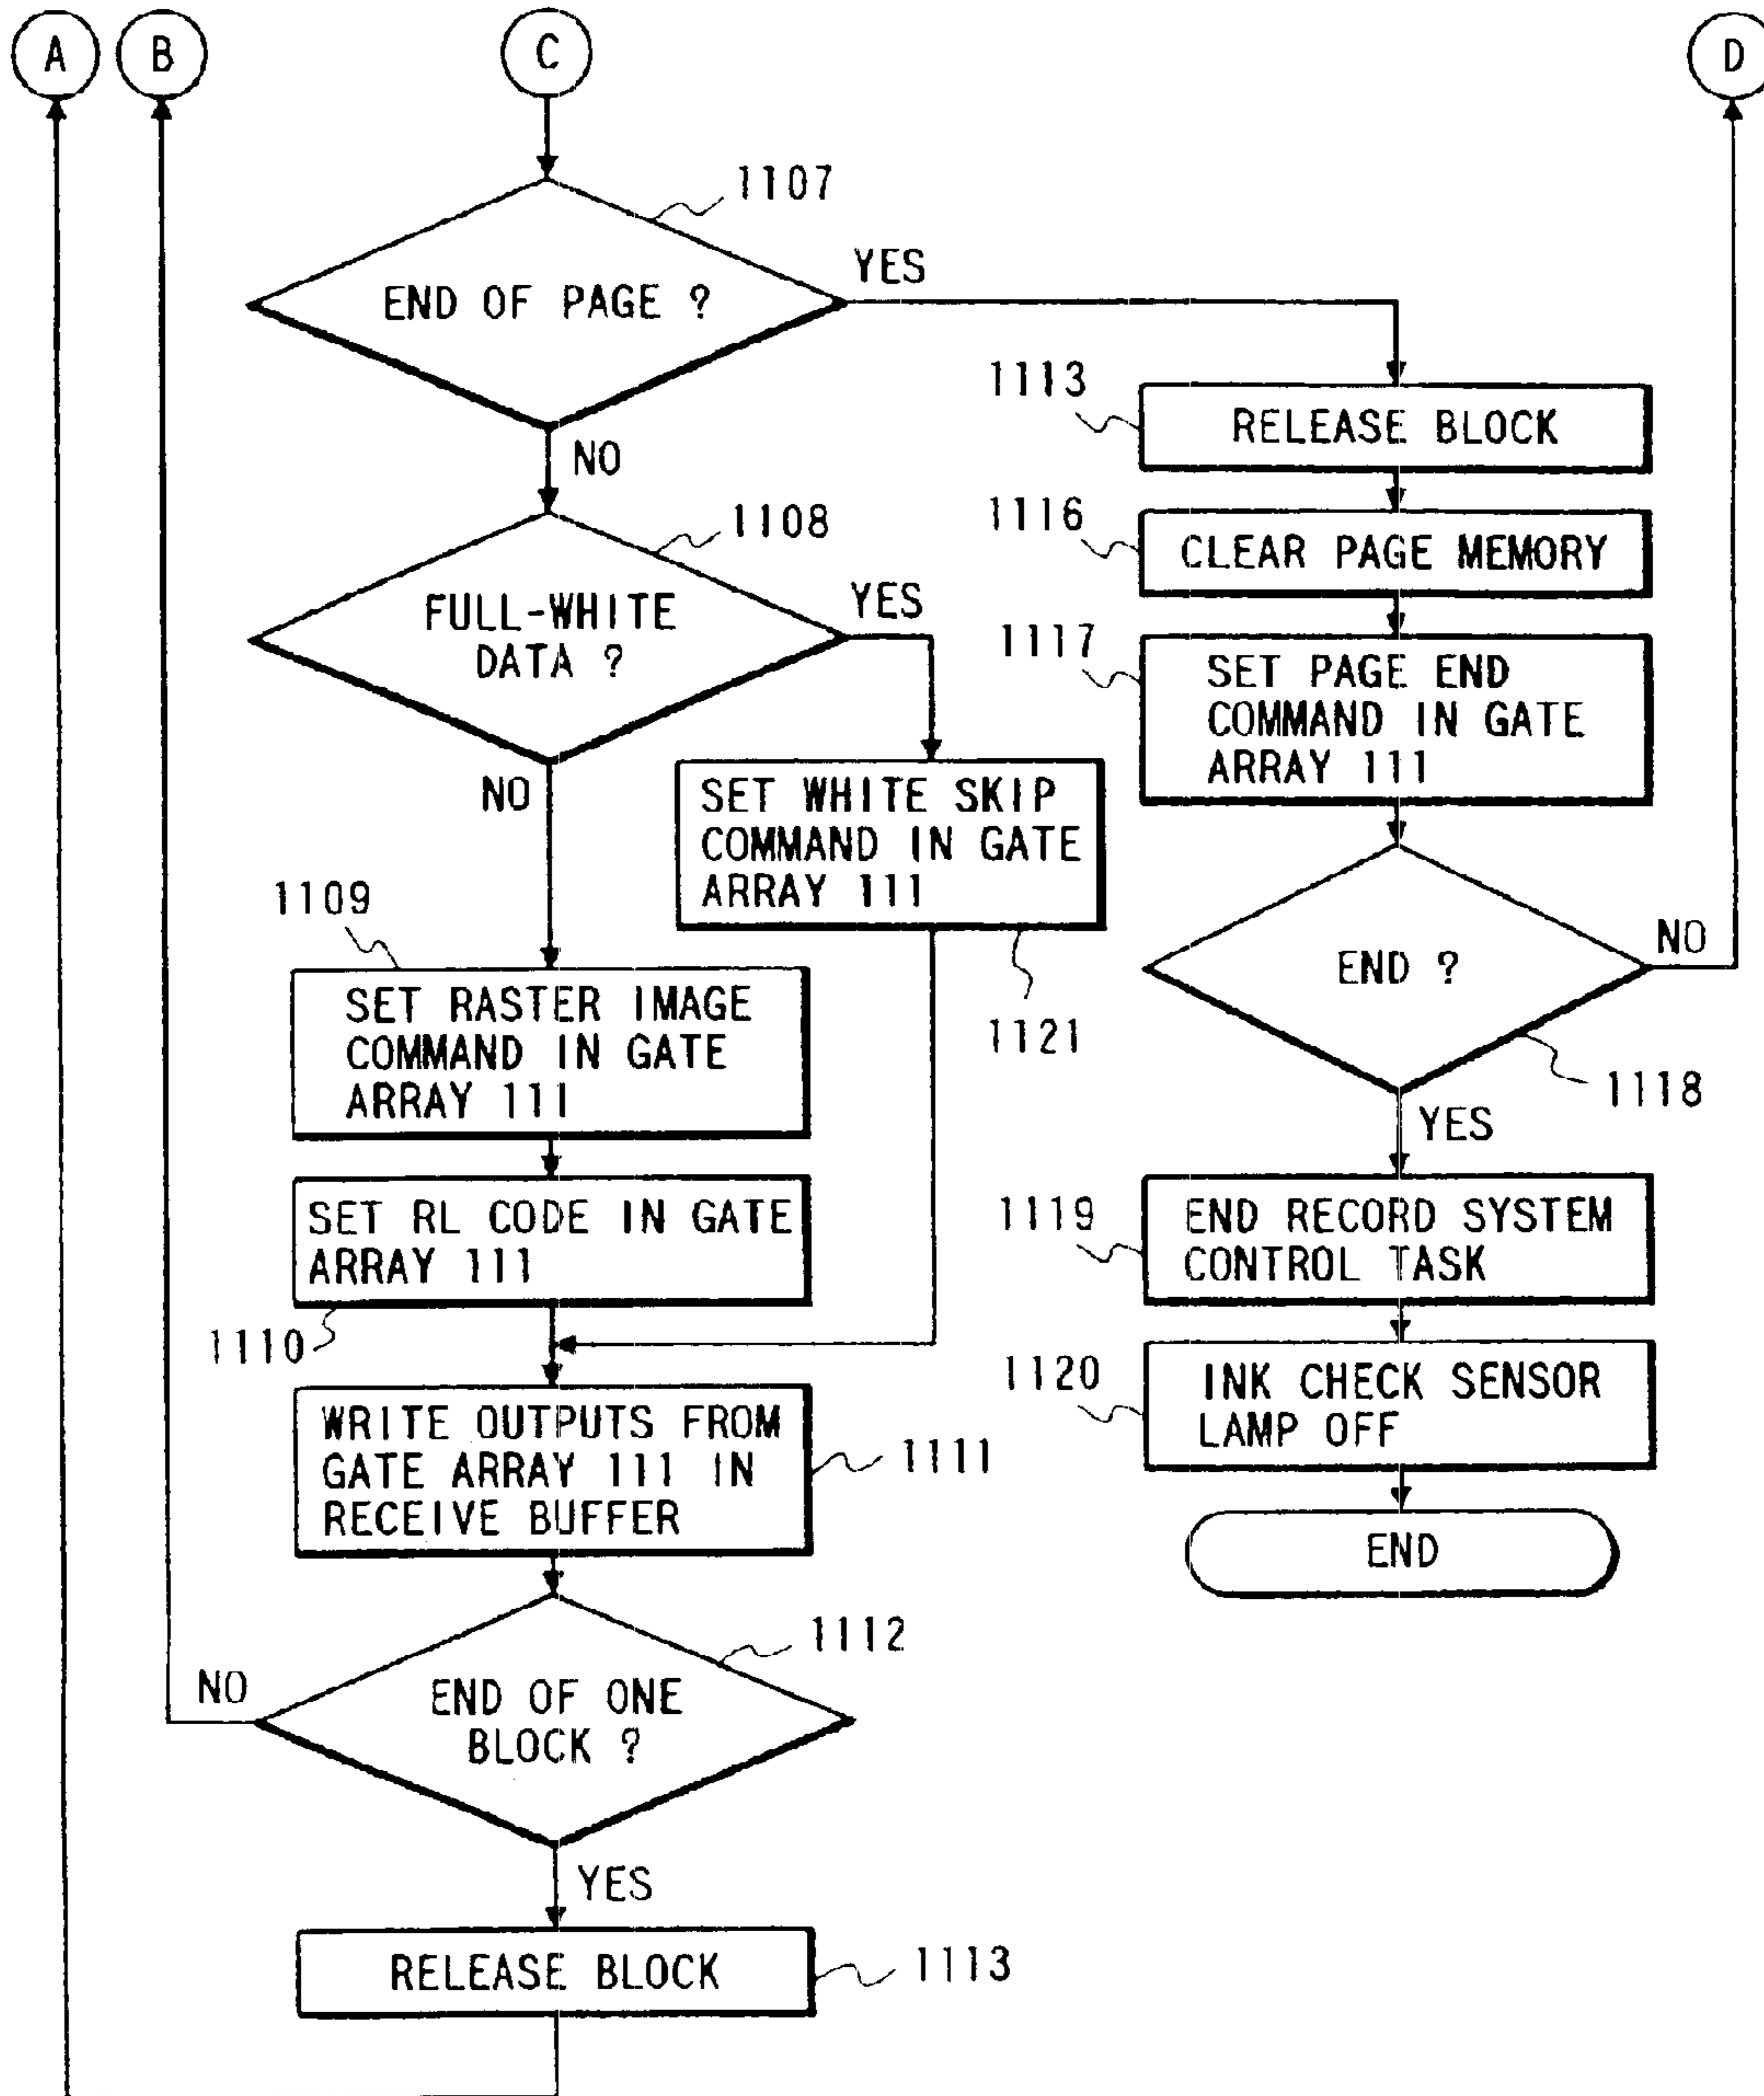 A
B
C
D
1107
END OF PAGE ?
YES
NO
1108
FULL-WHITE
DATA ?
YES
NO
SET WHITE SKIP
COMMAND IN GATE
ARRAY 111
1121
1109
SET RASTER IMAGE
COMMAND IN GATE
ARRAY 111
SET RL CODE IN GATE
ARRAY 111
1110
WRITE OUTPUTS FROM
GATE ARRAY 111 IN
RECEIVE BUFFER
1111
1112
END OF ONE
BLOCK ?
NO
YES
RELEASE BLOCK
1113
1113
RELEASE BLOCK
1116
CLEAR PAGE MEMORY
1117
SET PAGE END
COMMAND IN GATE
ARRAY 111
END ?
NO
1118
YES
1119
END RECORD SYSTEM
CONTROL TASK
1120
INK CHECK SENSOR
LAMP OFF
END